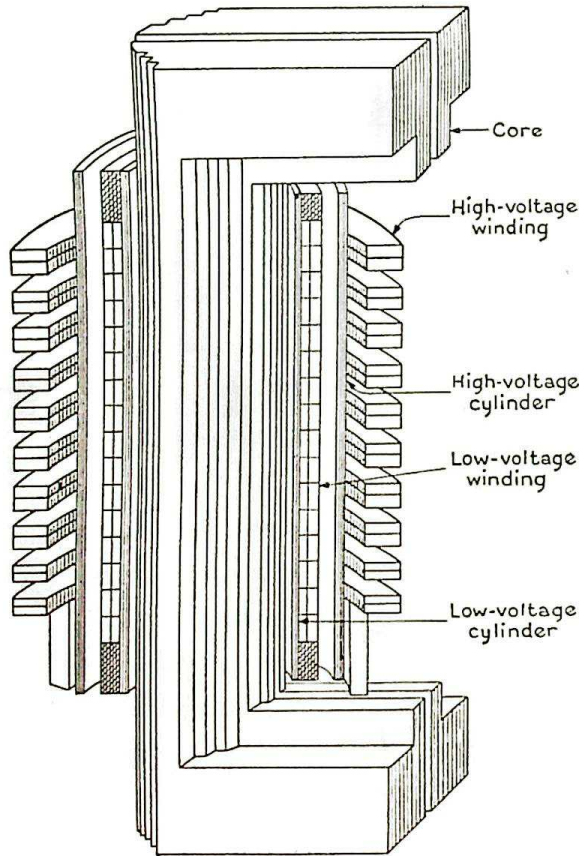 Core
High-voltage
winding
High-voltage
cylinder
Low-voltage
winding
Low-voltage
cylinder